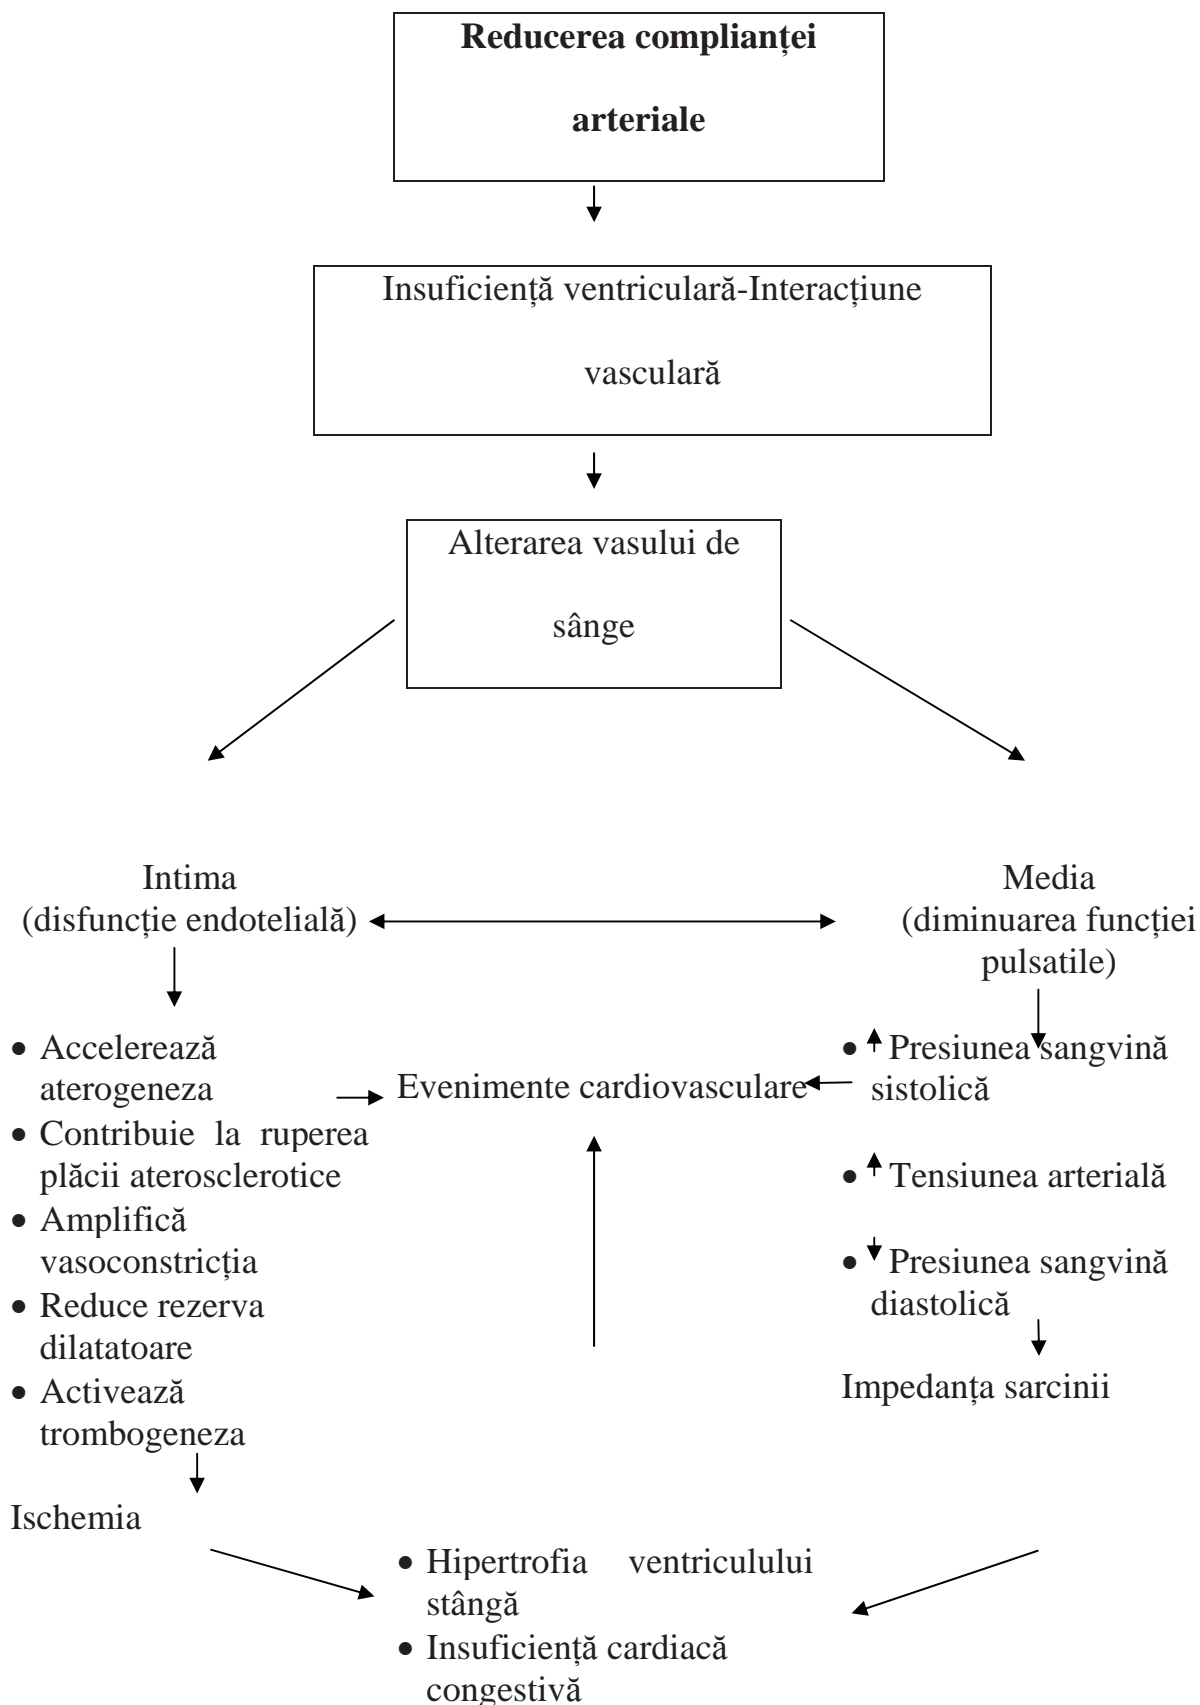 Reducerea complianței
arteriale
Insuficiență ventriculară-Interacțiune
vasculară
Alterarea vasului de
sânge
Intima
(disfuncție endotelială)
Media
(diminuarea funcției
pulsatile)
• Accelerează
aterogeneza
• Contribuie la ruperea
plăcii aterosclerotice
• Amplifică
vasoconstricția
• Reduce rezerva
dilatatoare
• Activează
trombogeneza
Ischemia
Evenimente cardiovasculare
• Presiunea sangvină
sistolică
• Tensiunea arterială
• Presiunea sangvină
diastolică
Impedanța sarcinii
• Hipertrofia ventriculului
stângă
• Insuficiență cardiacă
congestivă